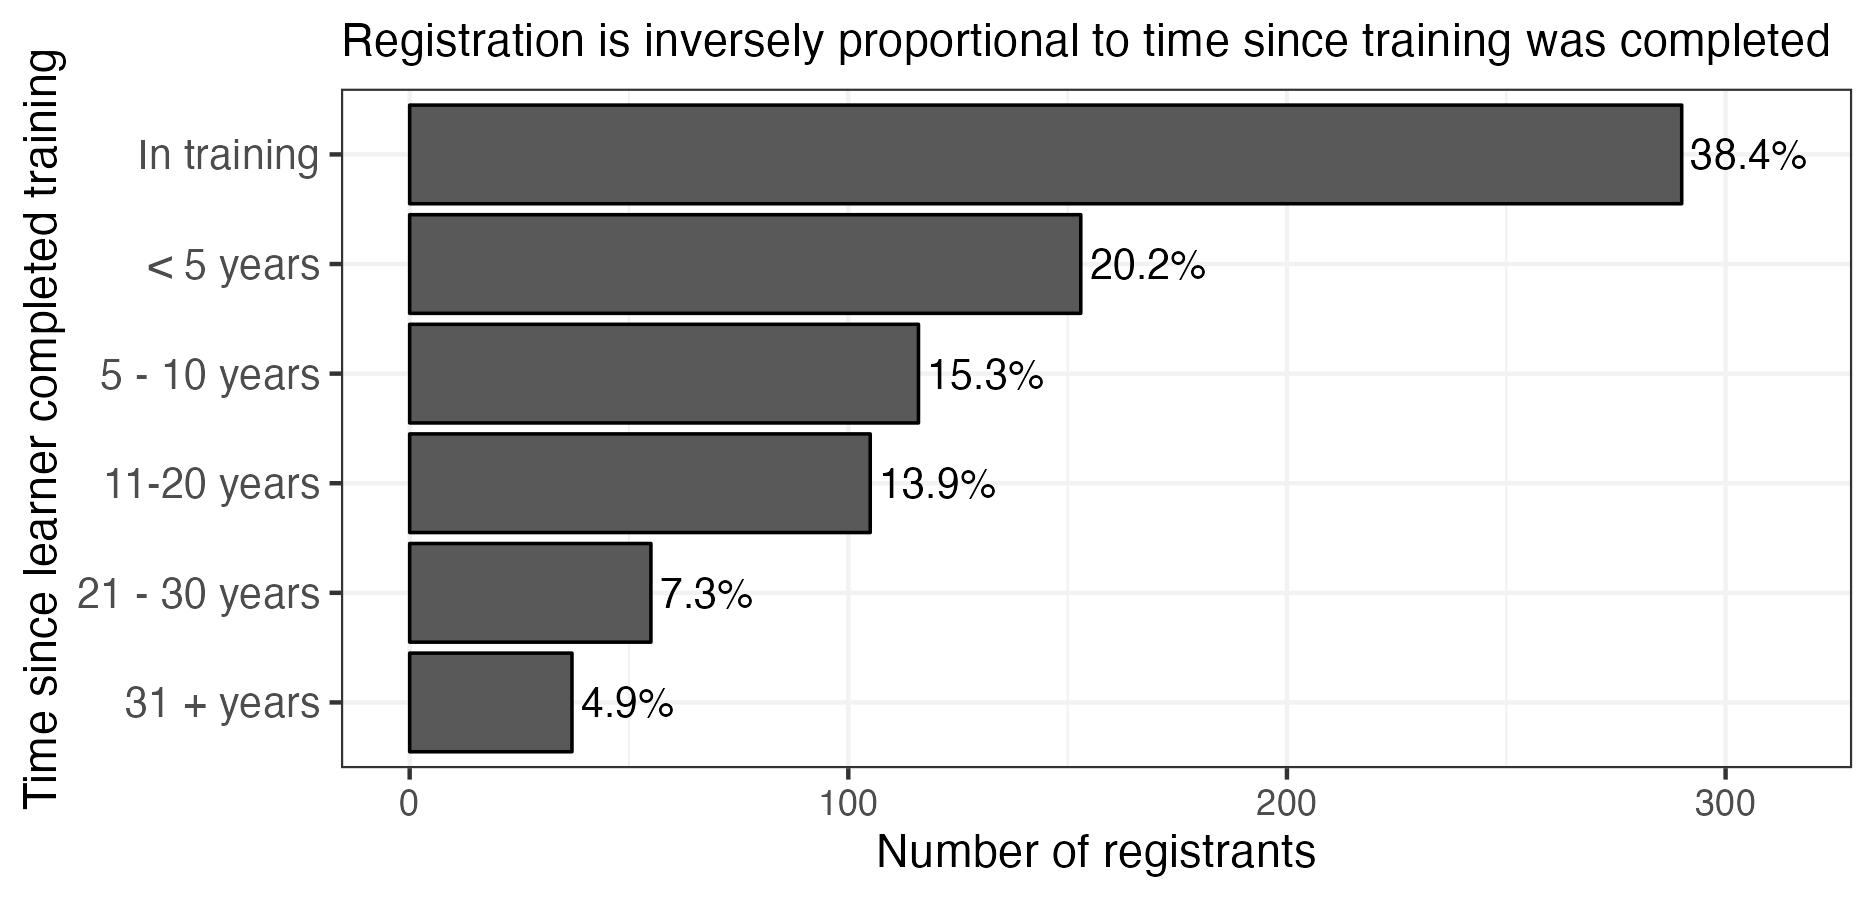 Registration is inversely proportional to time since training was completed
Time since learner completed training
In training
38.4%
< 5 years
20.2%
5 - 10 years
15.3%
11-20 years
13.9%
21 - 30 years
7.3%
31 + years
4.9%
0
100
200
300
Number of registrants